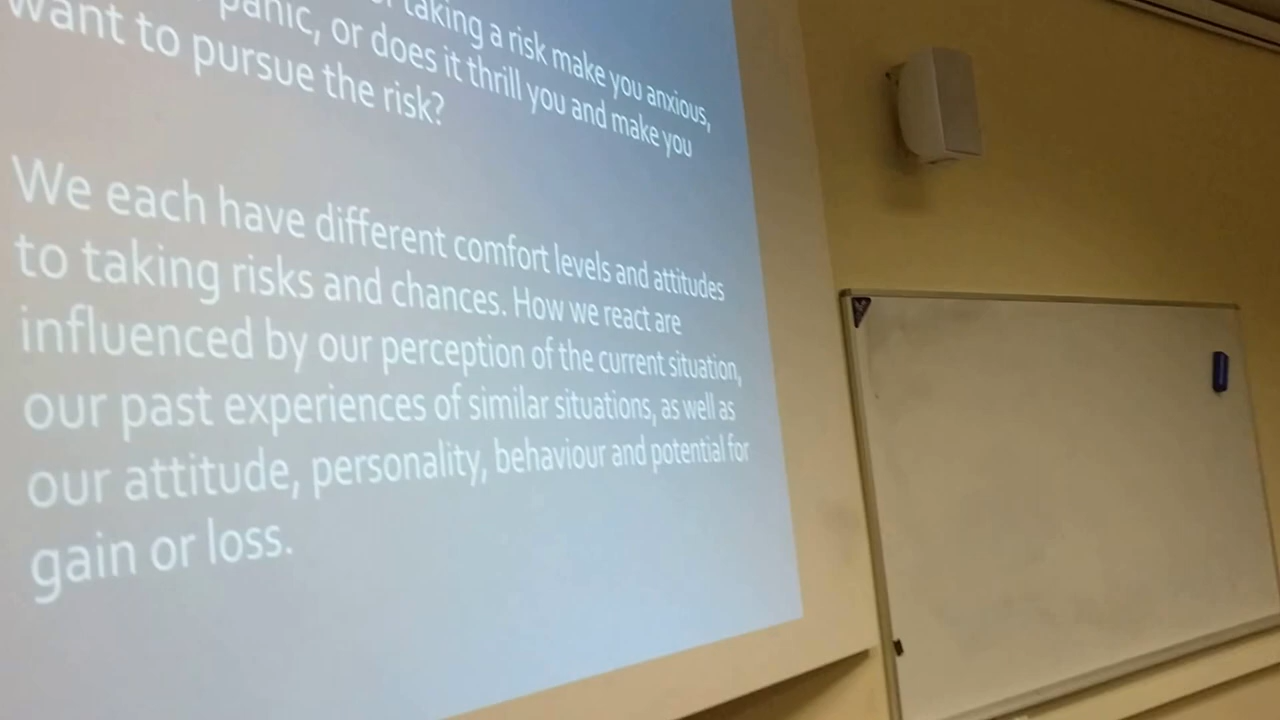 taking a risk make you anxious,
panic, or does it thrill you and make you
want to pursue the risk?
We each have different comfort levels and attitudes
to taking risks and chances. How we react are
influenced by our perception of the current situation,
our past experiences of similar situations, as well as
our attitude, personality, behaviour and potential for
gain or loss.